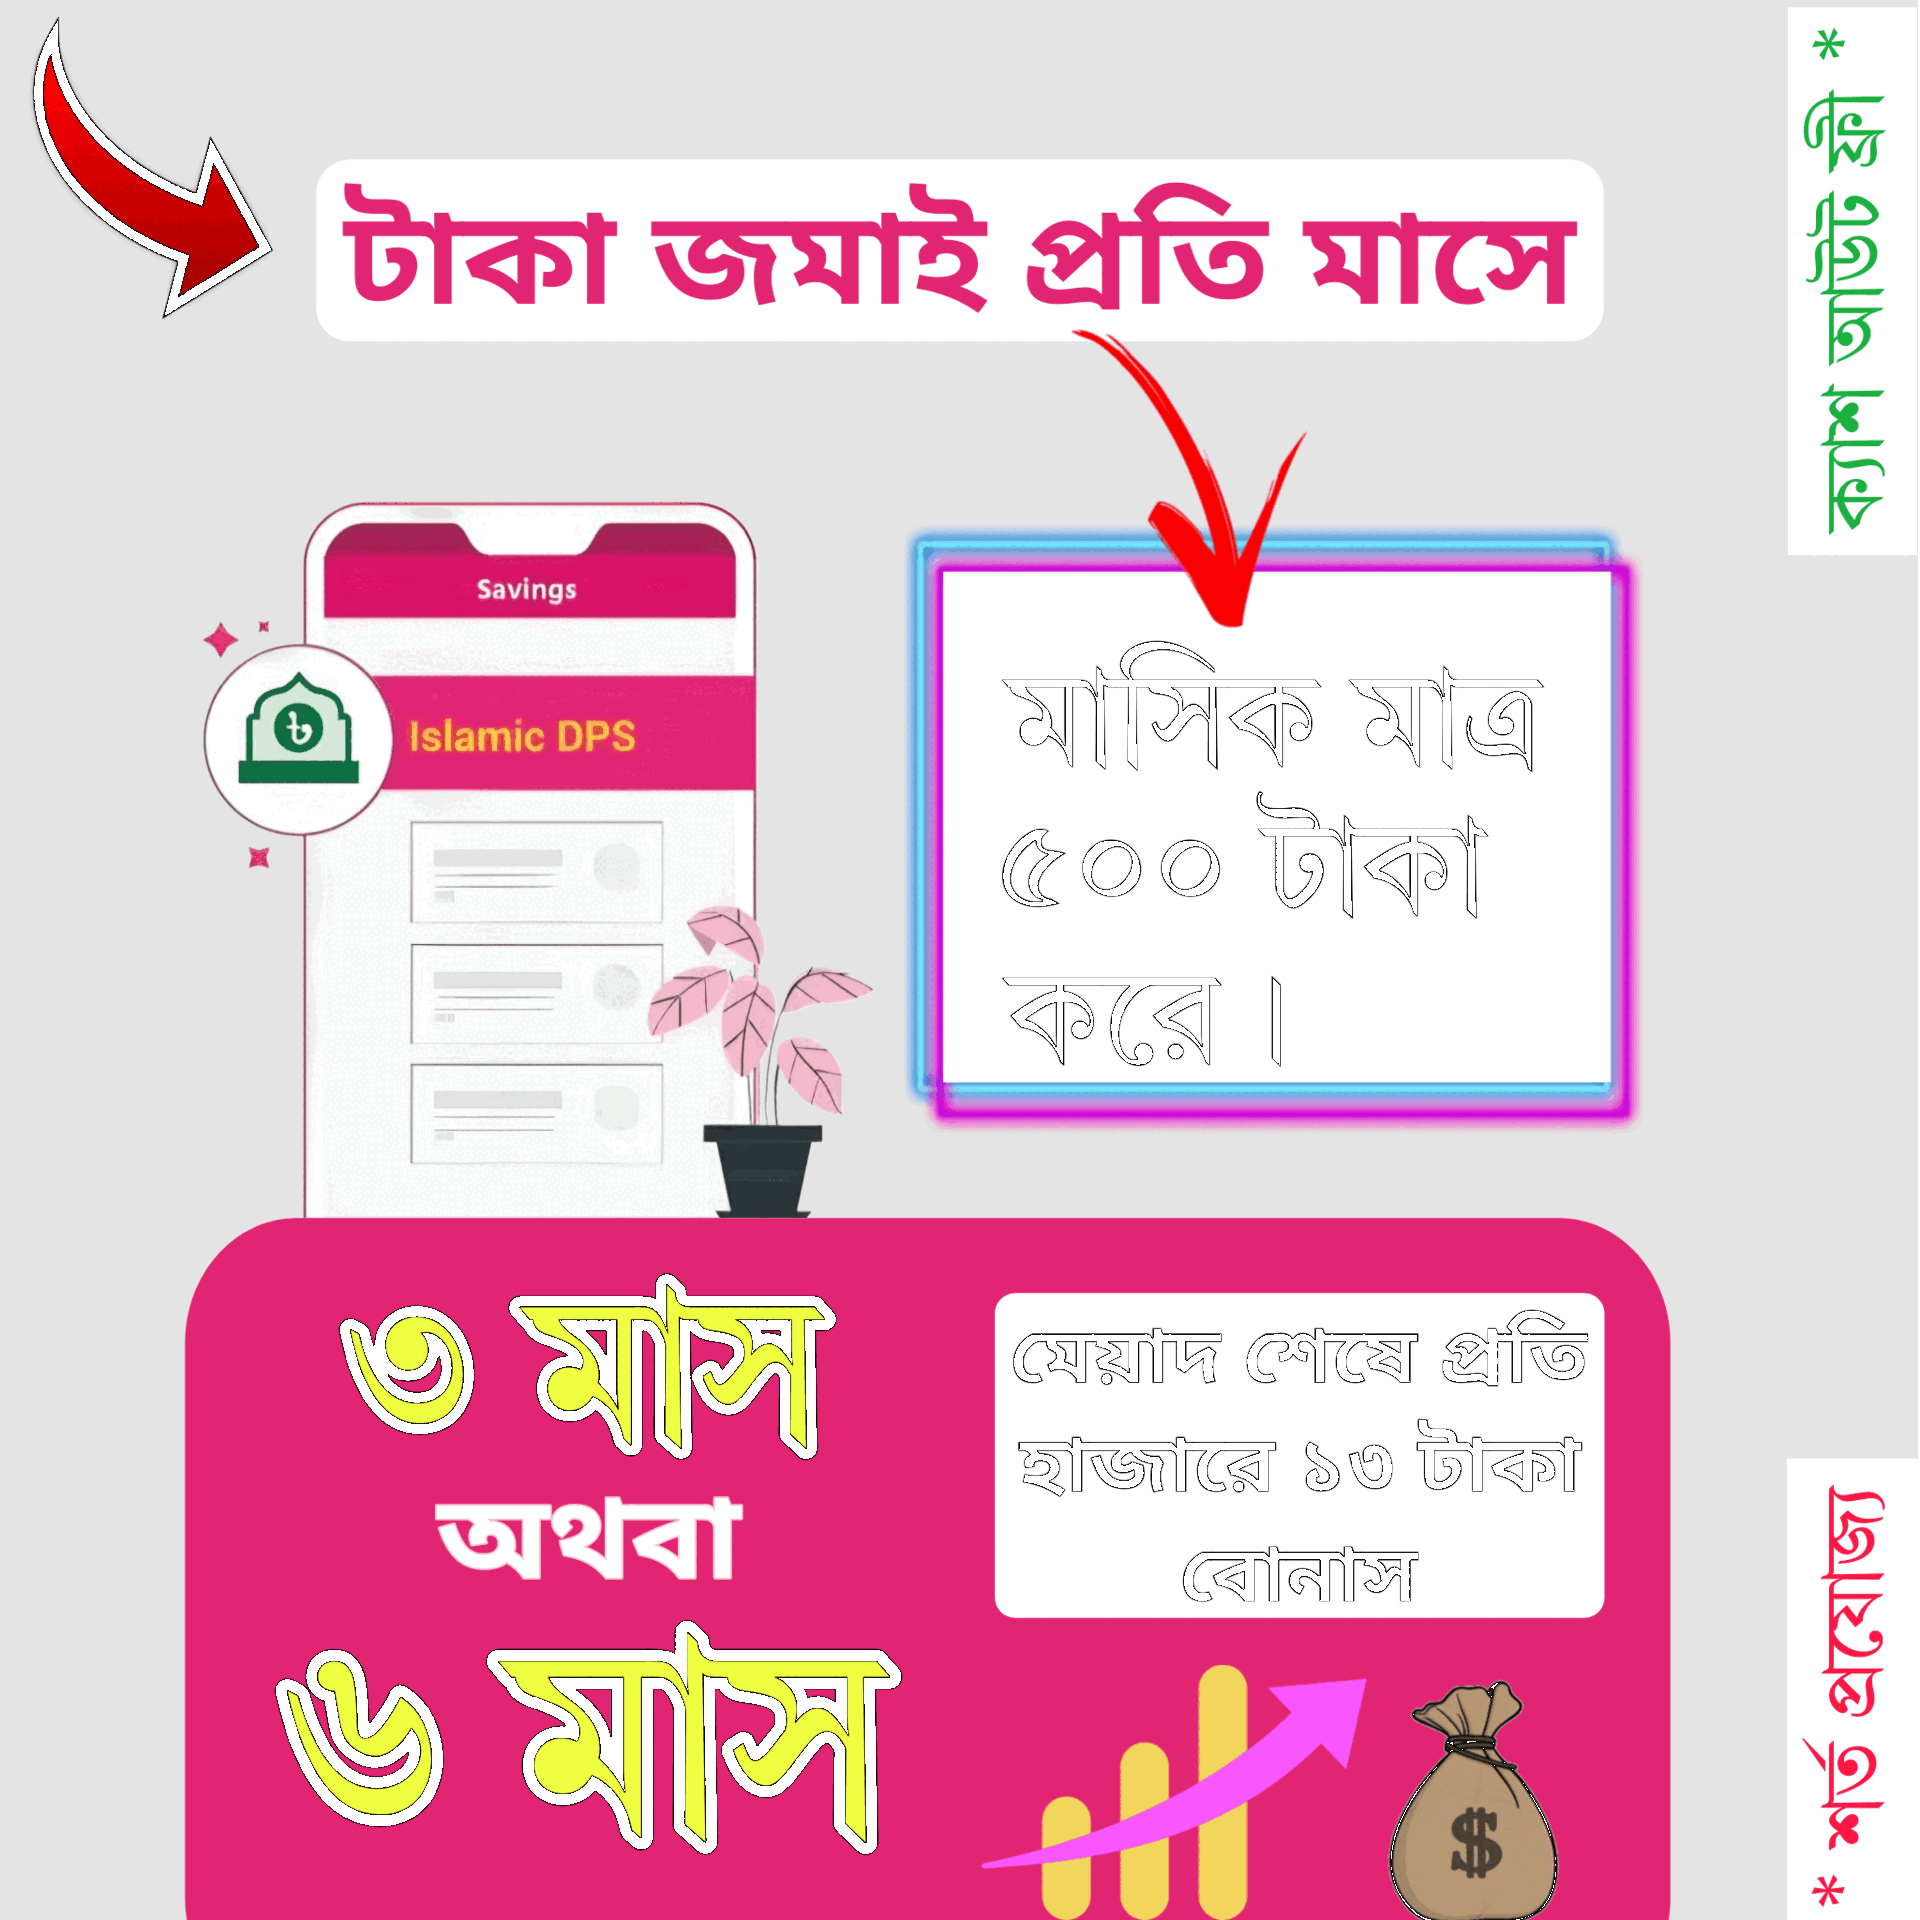 টাকা জমাই প্রতি মাসে
ক্যাশ আউট ফ্রী *
Savings
Islamic DPS
মাসিক মাত্র
৫০০ টাকা
করে ।
৩ মাস
অথবা
৬ মাস
মেয়াদ শেষে প্রতি
হাজারে ১৩ টাকা
বোনাস
$
* শর্ত প্রযোজ্য